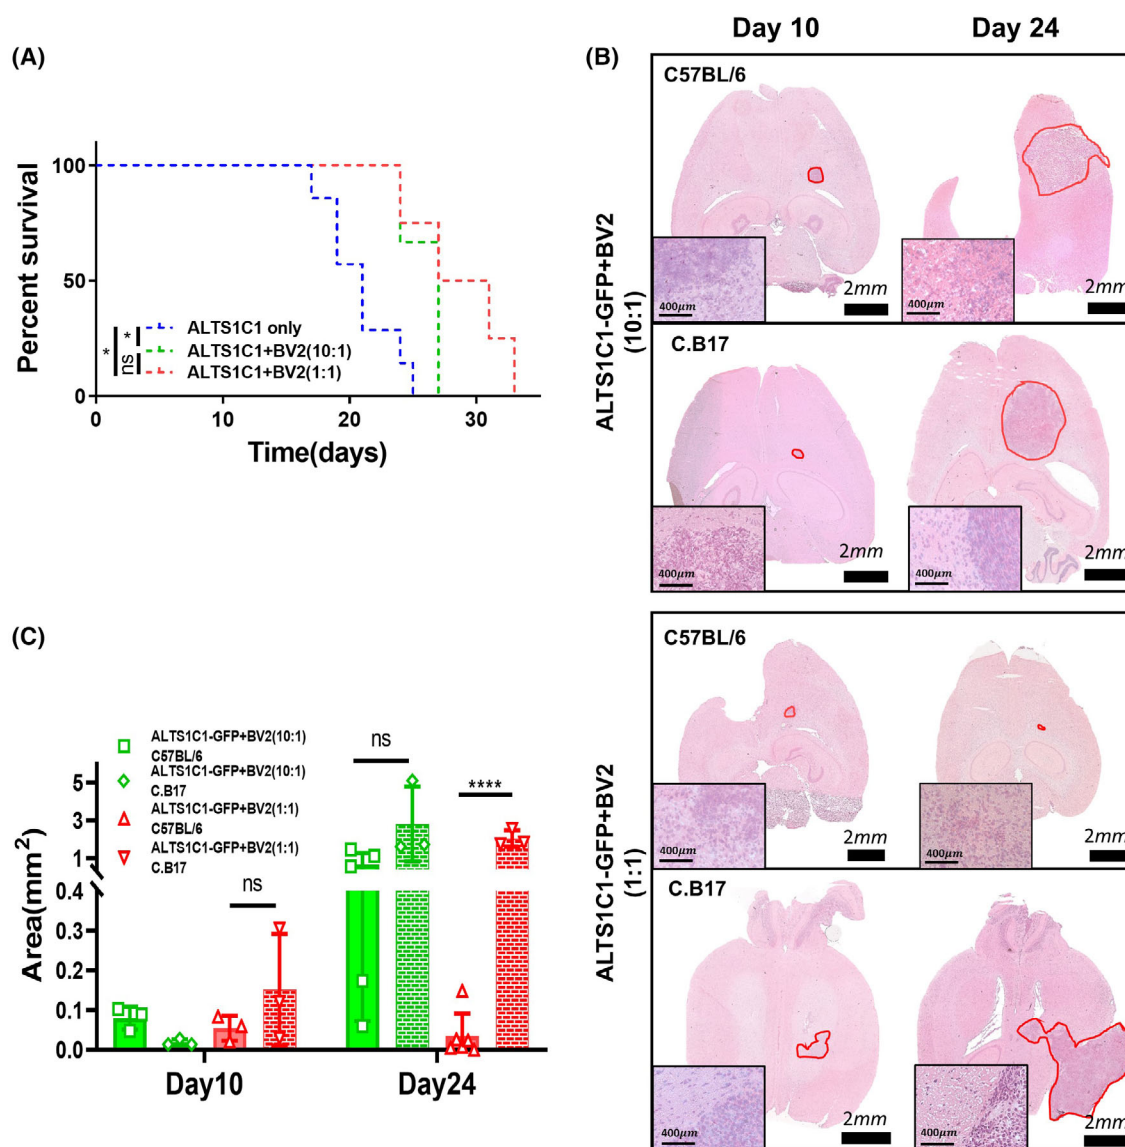 (A)
100
50
0
Percent survival
ALTS1C1 only
ALTS1C1+BV2(10:1)
ALTS1C1+BV2(1:1)
*
*
ns
0
10
20
30
Time(days)
(B)
Day 10
Day 24
ALTS1C1-GFP+BV2
(10:1)
C57BL/6
400μm
2mm
400μm
2mm
C.B17
400μm
2mm
400μm
2mm
ALTS1C1-GFP+BV2
(1:1)
C57BL/6
400μm
2mm
400μm
2mm
C.B17
400μm
2mm
400μm
2mm
(C)
ALTS1C1-GFP+BV2(10:1)
C57BL/6
ALTS1C1-GFP+BV2(10:1)
C.B17
ALTS1C1-GFP+BV2(1:1)
C57BL/6
ALTS1C1-GFP+BV2(1:1)
C.B17
ns
ns
****
5
3
1
0.4
0.3
0.2
0.1
0.0
Area(mm²)
Day10
Day24